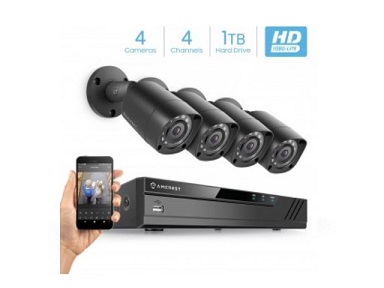 4 Cameras
4 Channels
1TB Hard Drive
HD
1080-LITE
AMCREST